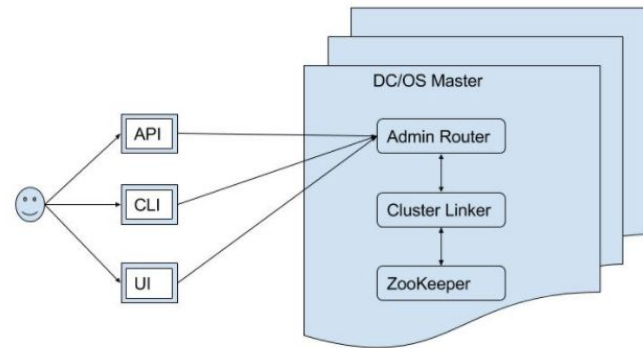 DC/OS Master
API
Admin Router
CLI
Cluster Linker
UI
ZooKeeper